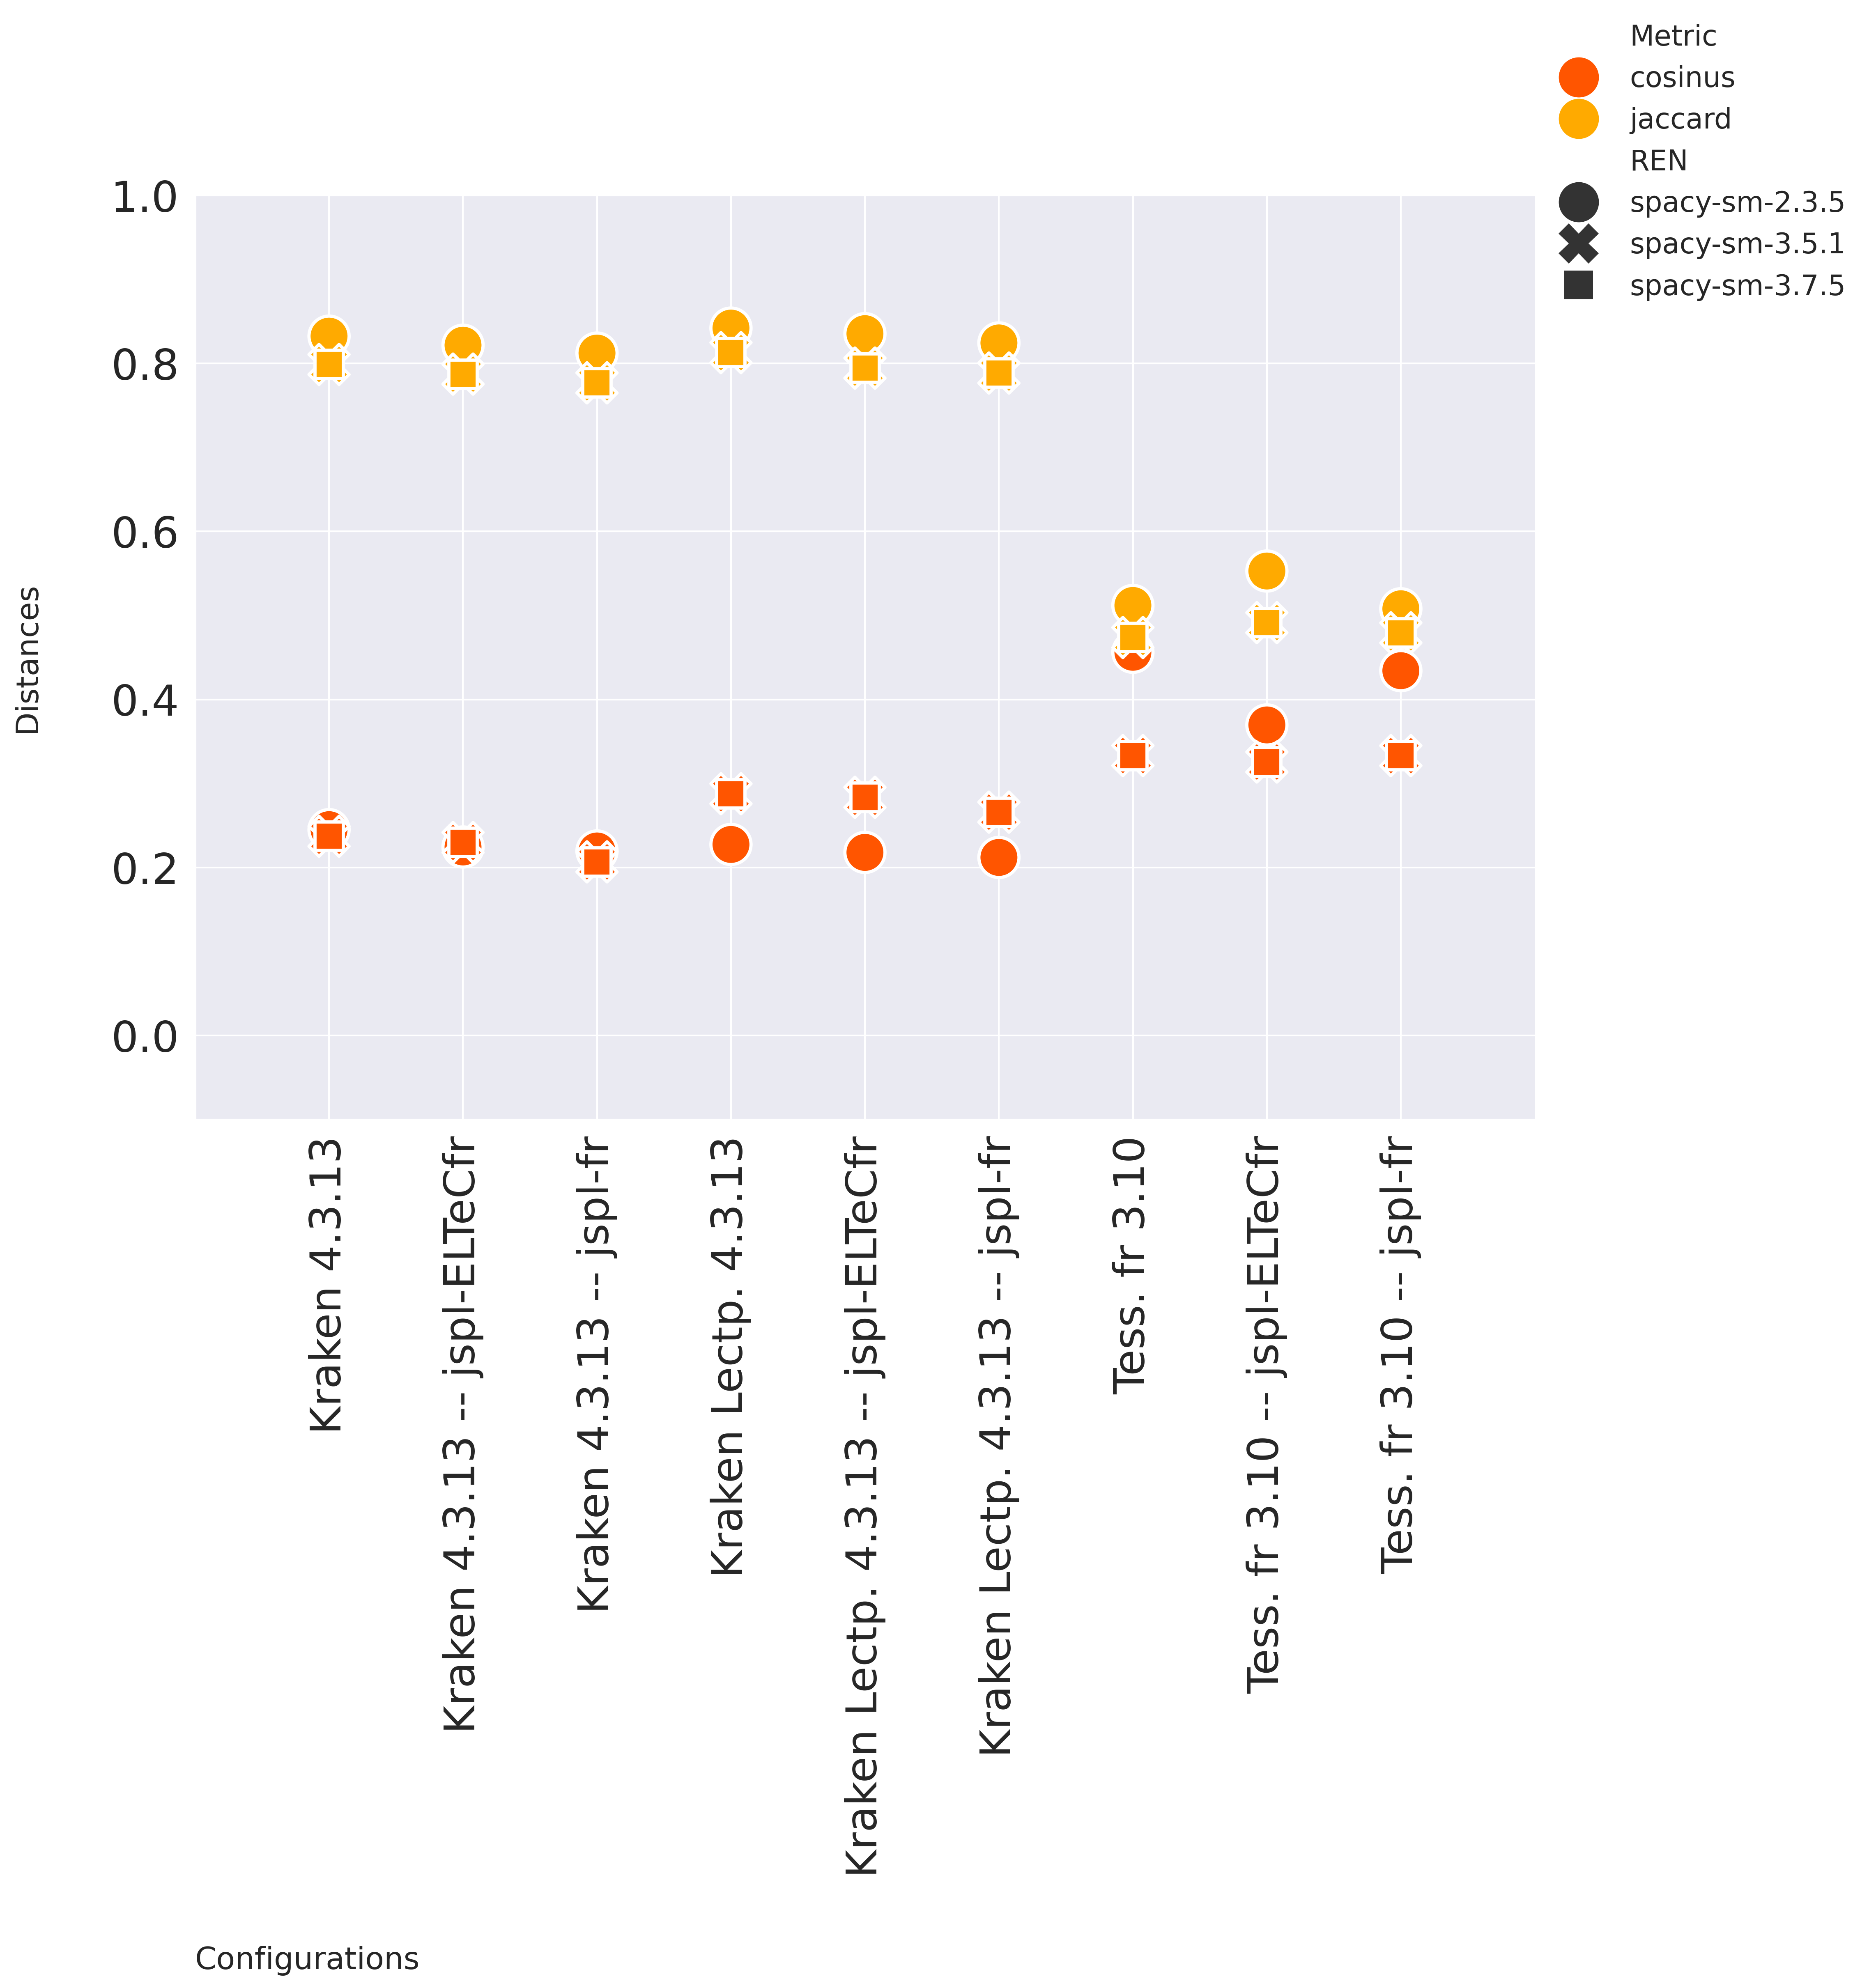 Metric
cosinus
jaccard
REN
spacy-sm-2.3.5
spacy-sm-3.5.1
spacy-sm-3.7.5
1.0
0.8
0.6
0.4
0.2
0.0
Distances
Kraken 4.3.13
Kraken 4.3.13 -- jspl-ELTeCfr
Kraken 4.3.13 -- jspl-fr
Kraken Lectp. 4.3.13
Kraken Lectp. 4.3.13 -- jspl-ELTeCfr
Kraken Lectp. 4.3.13 -- jspl-fr
Tess. fr 3.10
Tess. fr 3.10 -- jspl-ELTeCfr
Tess. fr 3.10 -- jspl-fr
Configurations